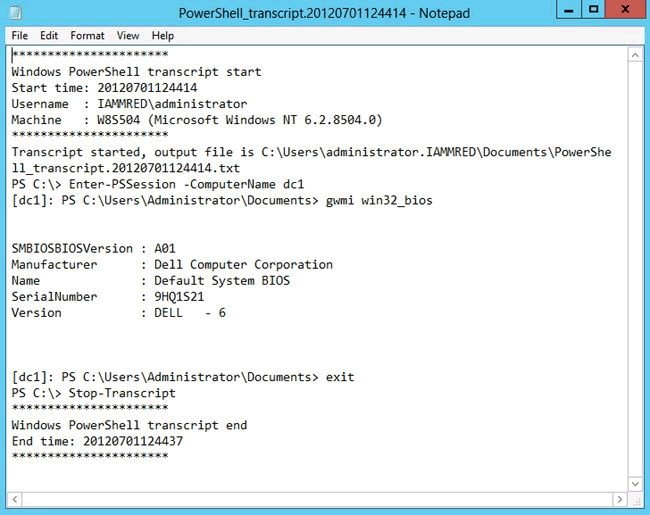 PowerShell_transcript.20120701124414 - Notepad
File Edit Format View Help
**********************
Windows PowerShell transcript start
Start time: 20120701124414
Username  : IAMMRED\administrator
Machine   : W8S504 (Microsoft Windows NT 6.2.8504.0)
**********************
Transcript started, output file is C:\Users\administrator.IAMMRED\Documents\PowerShe
ll_transcript.20120701124414.txt
PS C:\> Enter-PSSession -ComputerName dc1
[dc1]: PS C:\Users\Administrator\Documents> gwmi win32_bios
SMBIOSBIOSVersion : A01
Manufacturer      : Dell Computer Corporation
Name              : Default System BIOS
SerialNumber      : 9HQ1S21
Version           : DELL   - 6
[dc1]: PS C:\Users\Administrator\Documents> exit
PS C:\> Stop-Transcript
**********************
Windows PowerShell transcript end
End time: 20120701124437
**********************